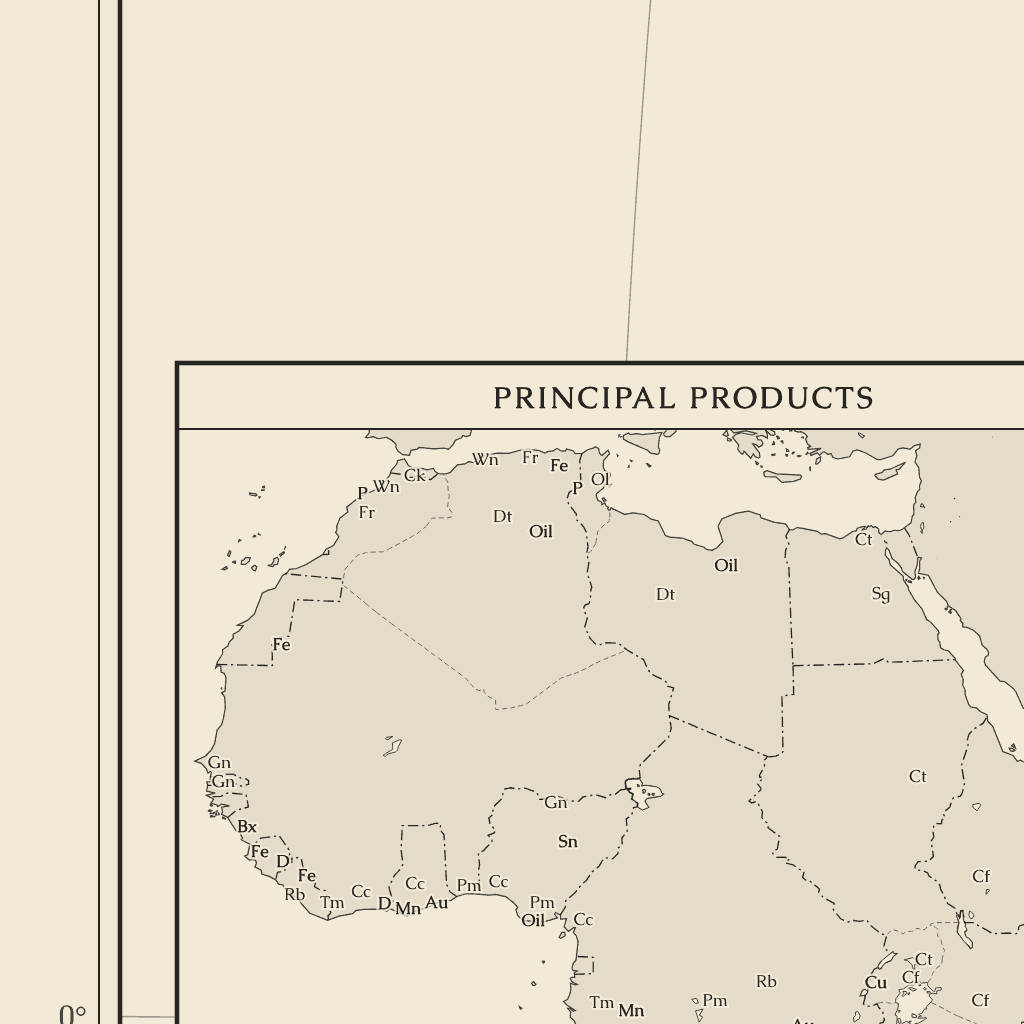 PRINCIPAL PRODUCTS
Wn
Fr
Fe
Ck
Ol
P
Wn
P
Fr
Dt
Oil
Ct
Oil
Dt
Sg
Fe
Gn
Ct
Gn
Gn
Bx
Sn
Fe
D
Fe
Cf
Rb
Cc
Cc
Pm
Cc
Tm
D
Mn
Au
Pm
Oil
Cc
Ct
Rb
Cu
Cf
Tm
Mn
Pm
Cf
0°